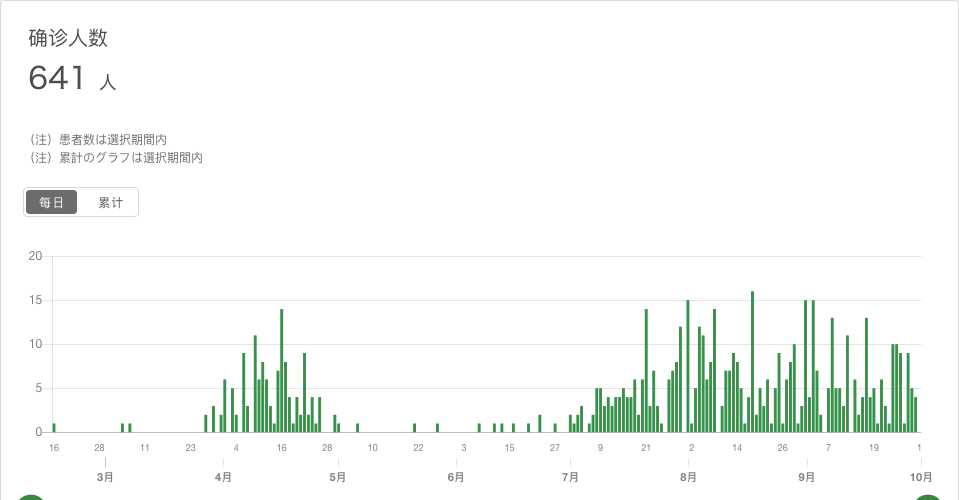 确诊人数
641 人
（注）患者数は選択期間内
（注）累計のグラフは選択期間内
每日 累计
20
15
10
5
0
16 28 11 23 4 16 28 10 22 3 15 27 9 21 2 14 26 7 19 1
3月 4月 5月 6月 7月 8月 9月 10月